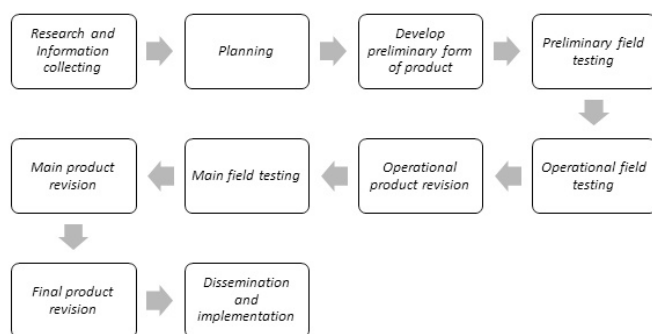 Research and
Information
collecting
Planning
Develop
preliminary form
of product
Preliminary field
testing
Operational field
testing
Operational
product revision
Main field testing
Main product
revision
Final product
revision
Dissemination
and
implementation